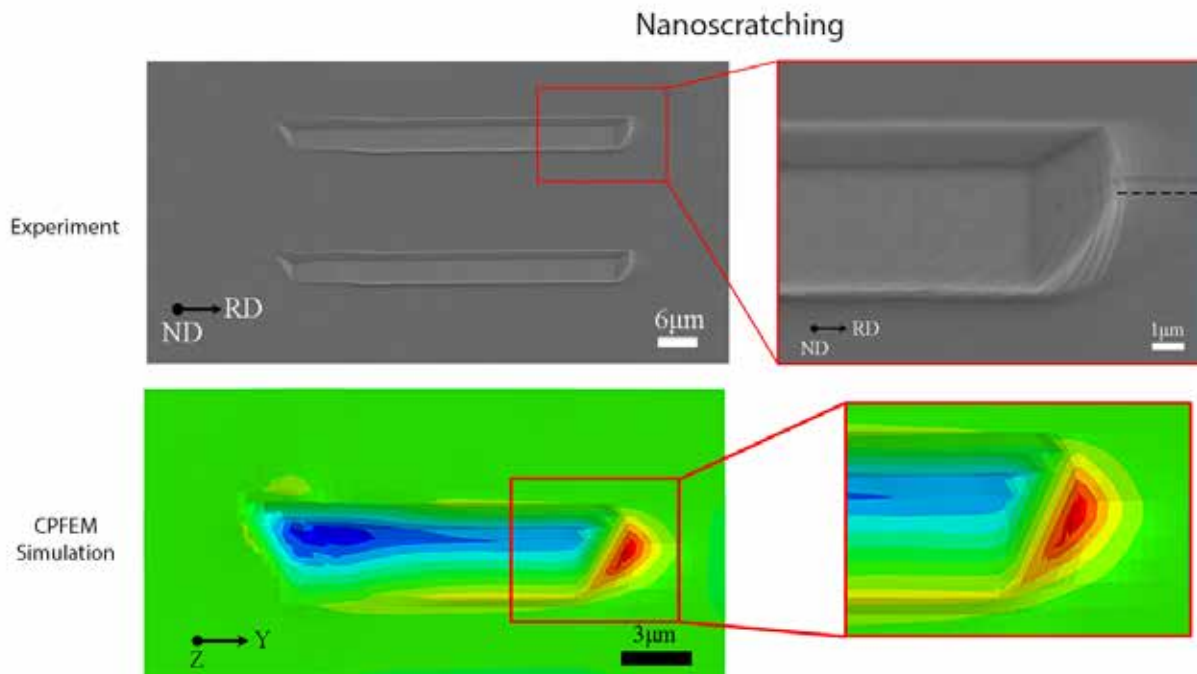 Nanoscratching
Experiment
RD
ND
6μm
RD
ND
1μm
CPFEM
Simulation
Y
Z
3μm